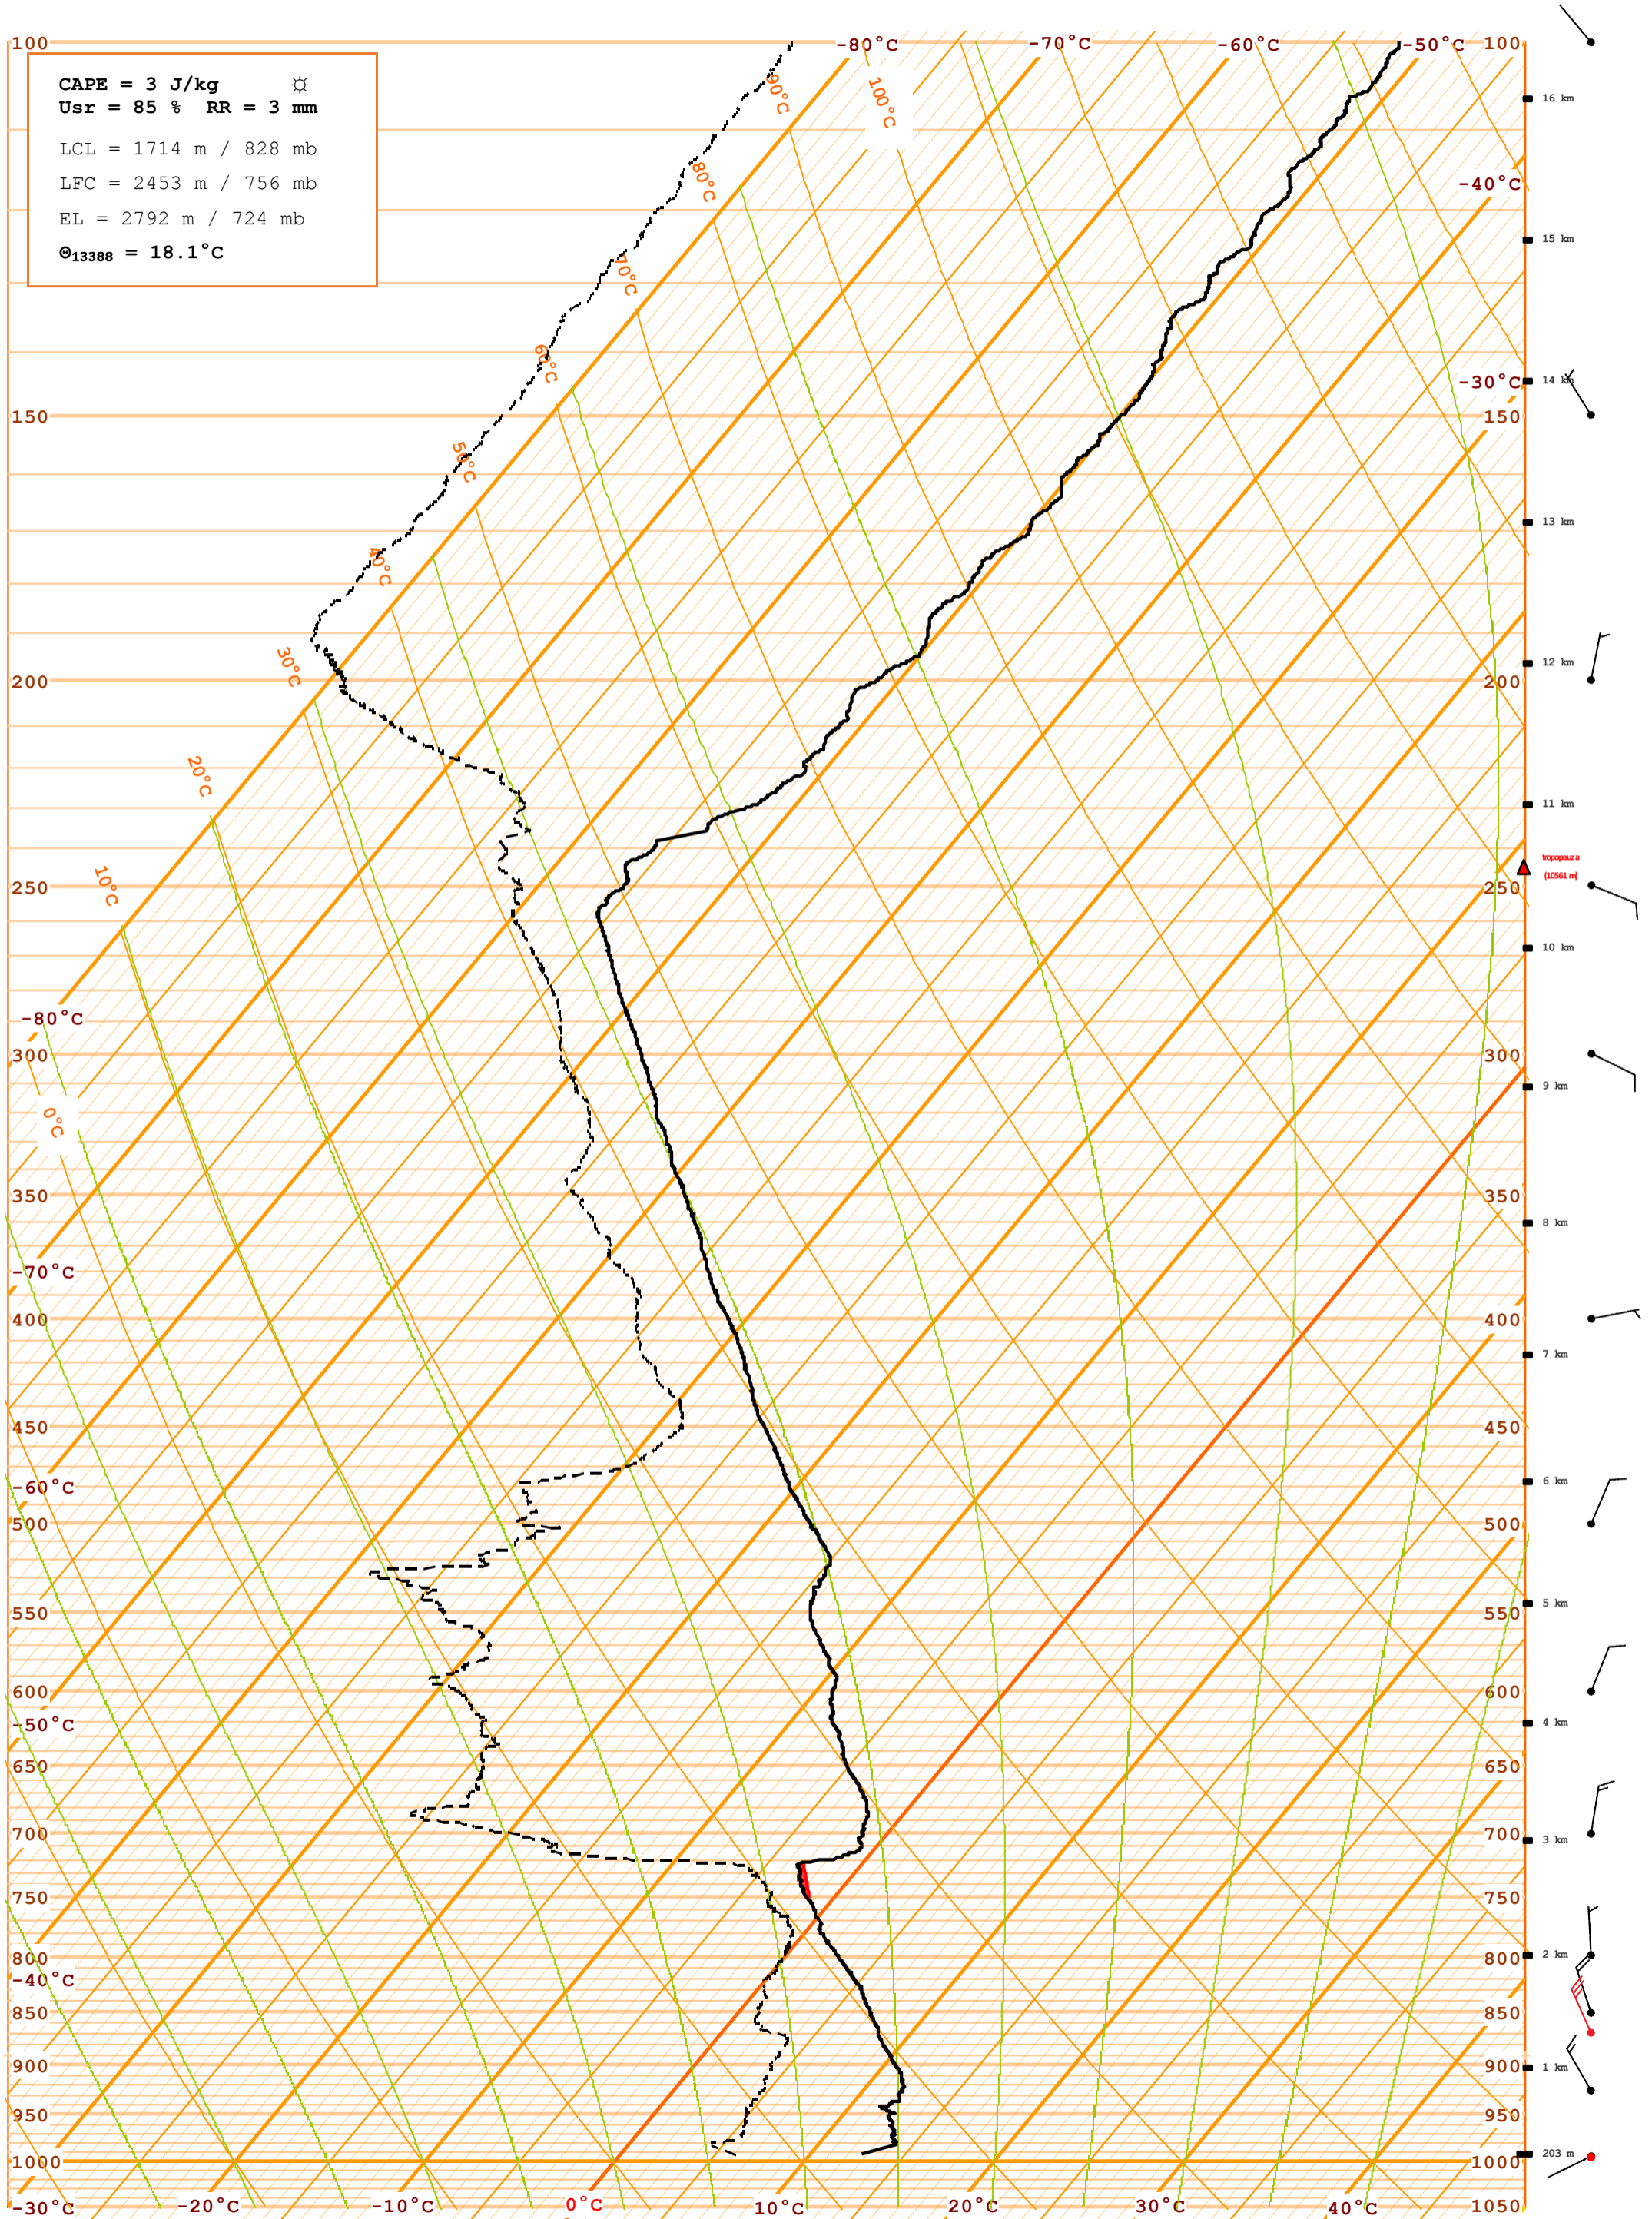 -80°C -70°C -60°C -50°C
100 100
CAPE = 3 J/kg ☼
Usr = 85 % RR = 3 mm
LCL = 1714 m / 828 mb
LFC = 2453 m / 756 mb
EL = 2792 m / 724 mb
Θ13388 = 18.1°C
90°C 100°C
16 km
80°C -40°C
15 km
70°C
60°C -30°C 14 km
150 150
50°C
13 km
40°C
30°C 12 km
200 200
20°C
11 km
tropopauza
(10561 m)
10°C 250 250
10 km
-80°C
300 300
9 km
0°C
350 350
8 km
-70°C
400 400
7 km
450 450
-60°C 6 km
500 500
5 km
550 550
600 600
-50°C 4 km
650 650
700 700
3 km
750 750
800 800 2 km
-40°C
850 850
900 900 1 km
950 950
203 m
1000 1000
-30°C -20°C -10°C 0°C 10°C 20°C 30°C 40°C 1050